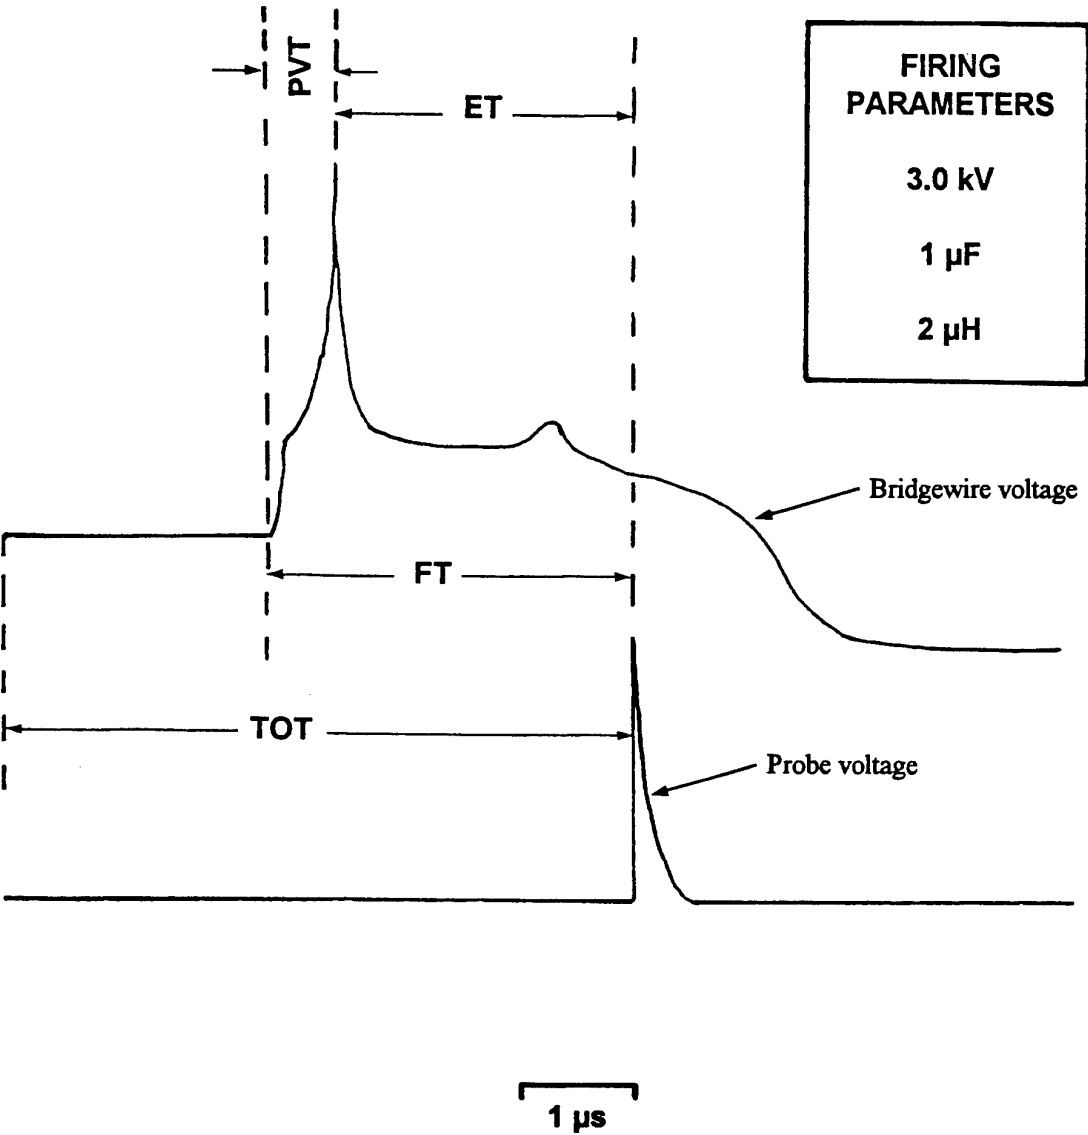 PVT
ET
FIRING
PARAMETERS
3.0 kV
1 µF
2 µH
Bridgewire voltage
FT
TOT
Probe voltage
1 µs